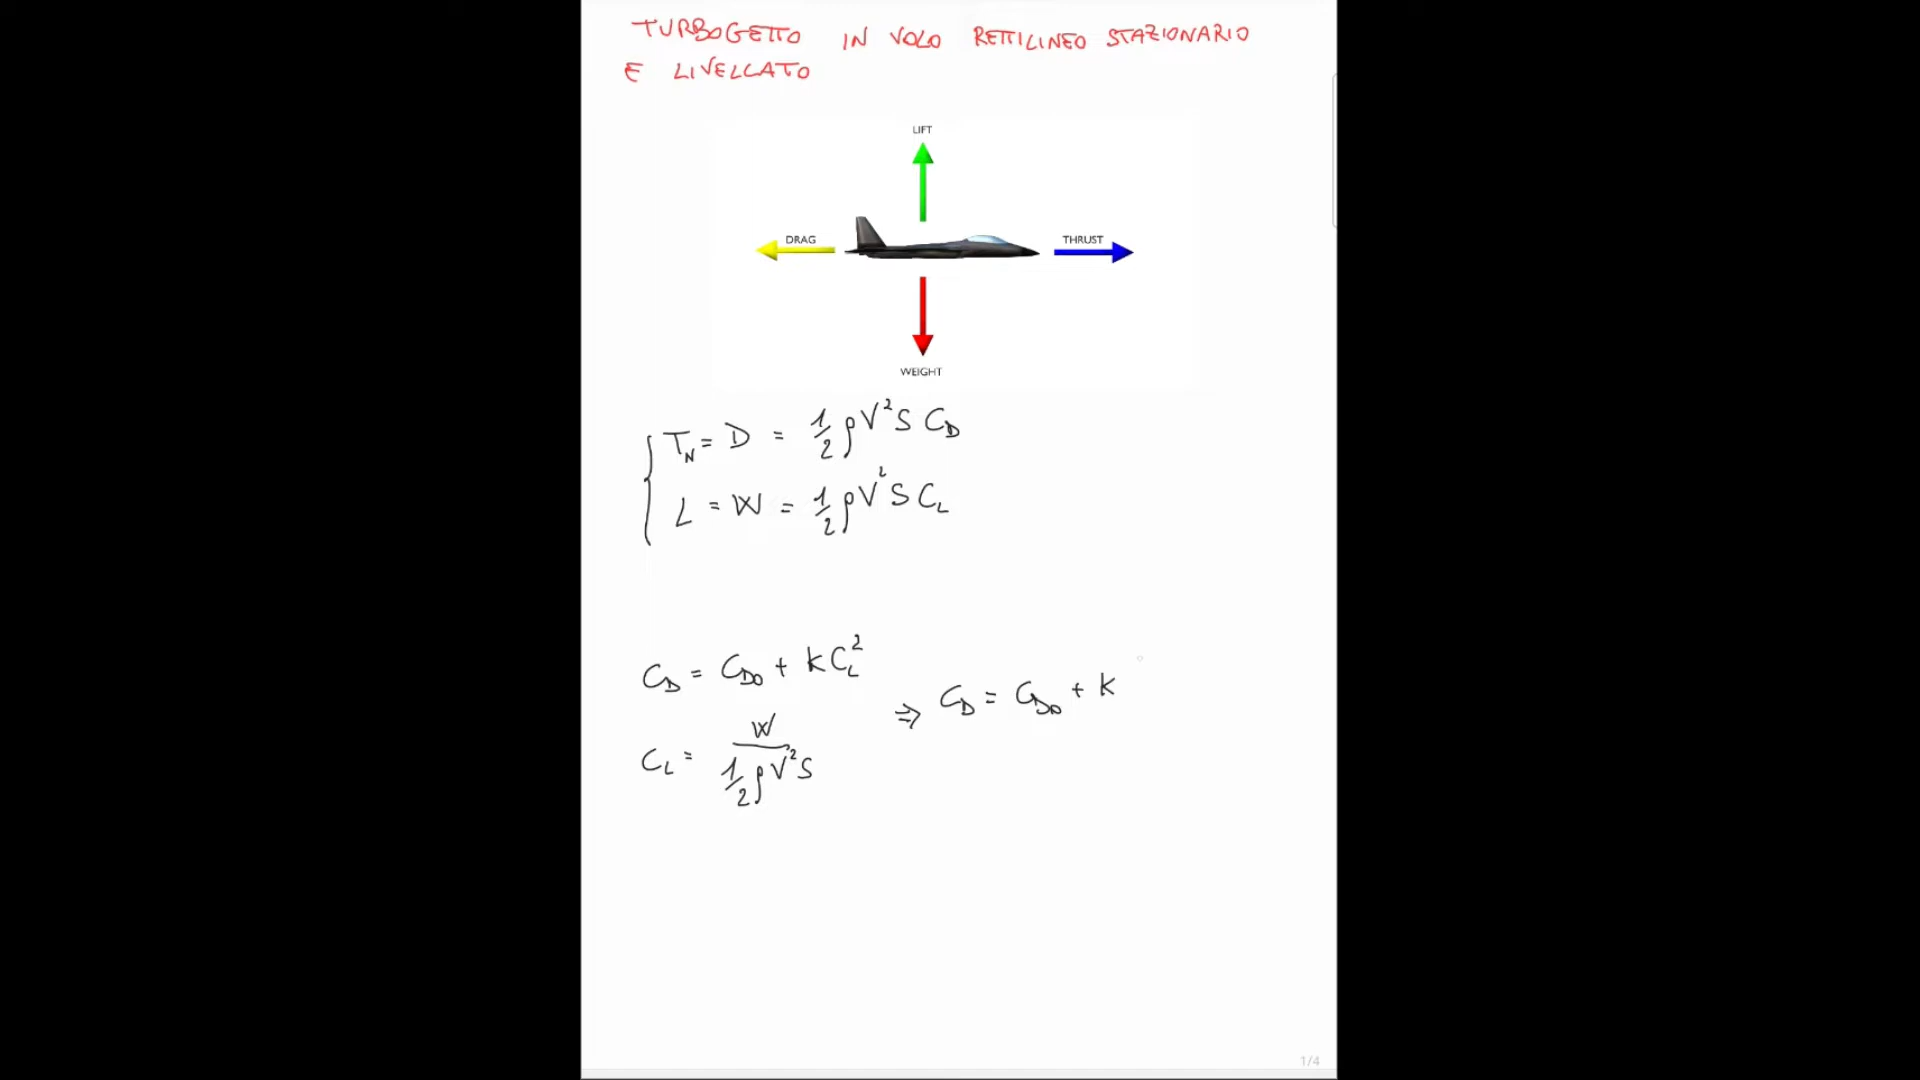 TURBOGETTO IN VOLO RETTILINEO STAZIONARIO
E LIVELLATO
LIFT
DRAG
THRUST
WEIGHT
T_N = D = 1/2 ρV²S C_D
L = W = 1/2 ρV²S C_L
C_D = C_D0 + K C_L²
⇒ C_D = C_D0 + K
C_L = W / (1/2 ρV²S)
1/4